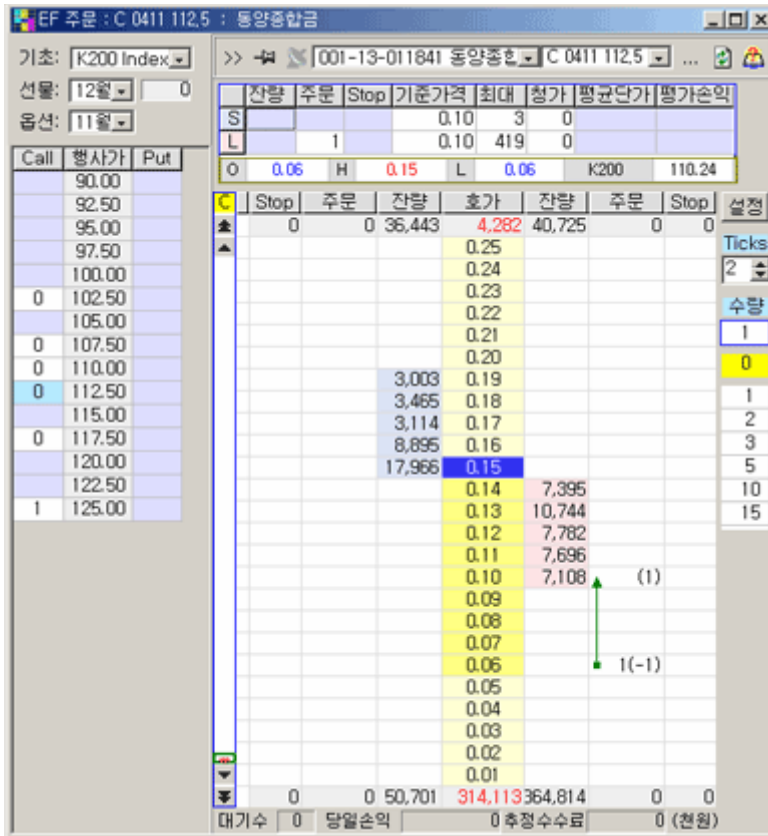 EF 주문 : C 0411 112,5 : 동양종합금
기초: K200 Index
선물: 12월 0
옵션: 11월
Call 행사가 Put
90.00
92.50
95.00
97.50
100.00
0 102.50
105.00
0 107.50
0 110.00
0 112.50
115.00
0 117.50
120.00
122.50
1 125.00
>> 001-13-011841 동양종합 C 0411 112,5 ...
잔량 주문 Stop 기준가격 최대 청가 평균단가 평가손익
S 0.10 3 0
L 1 0.10 419 0
O 0.06 H 0.15 L 0.06 K200 110.24
C Stop 주문 잔량 호가 잔량 주문 Stop
0 0 36,443 4,282 40,725 0 0
0.25
0.24
0.23
0.22
0.21
0.20
3,003 0.19
3,465 0.18
3,114 0.17
8,895 0.16
17,966 0.15
0.14 7,395
0.13 10,744
0.12 7,782
0.11 7,696
0.10 7,108 (1)
0.09
0.08
0.07
0.06 1(-1)
0.05
0.04
0.03
0.02
0.01
0 0 50,701 314,113 364,814 0 0
대기수 0 당일손익 0 추정수수료 0 (천원)
설정
Ticks
2
수량
1
0
1
2
3
5
10
15